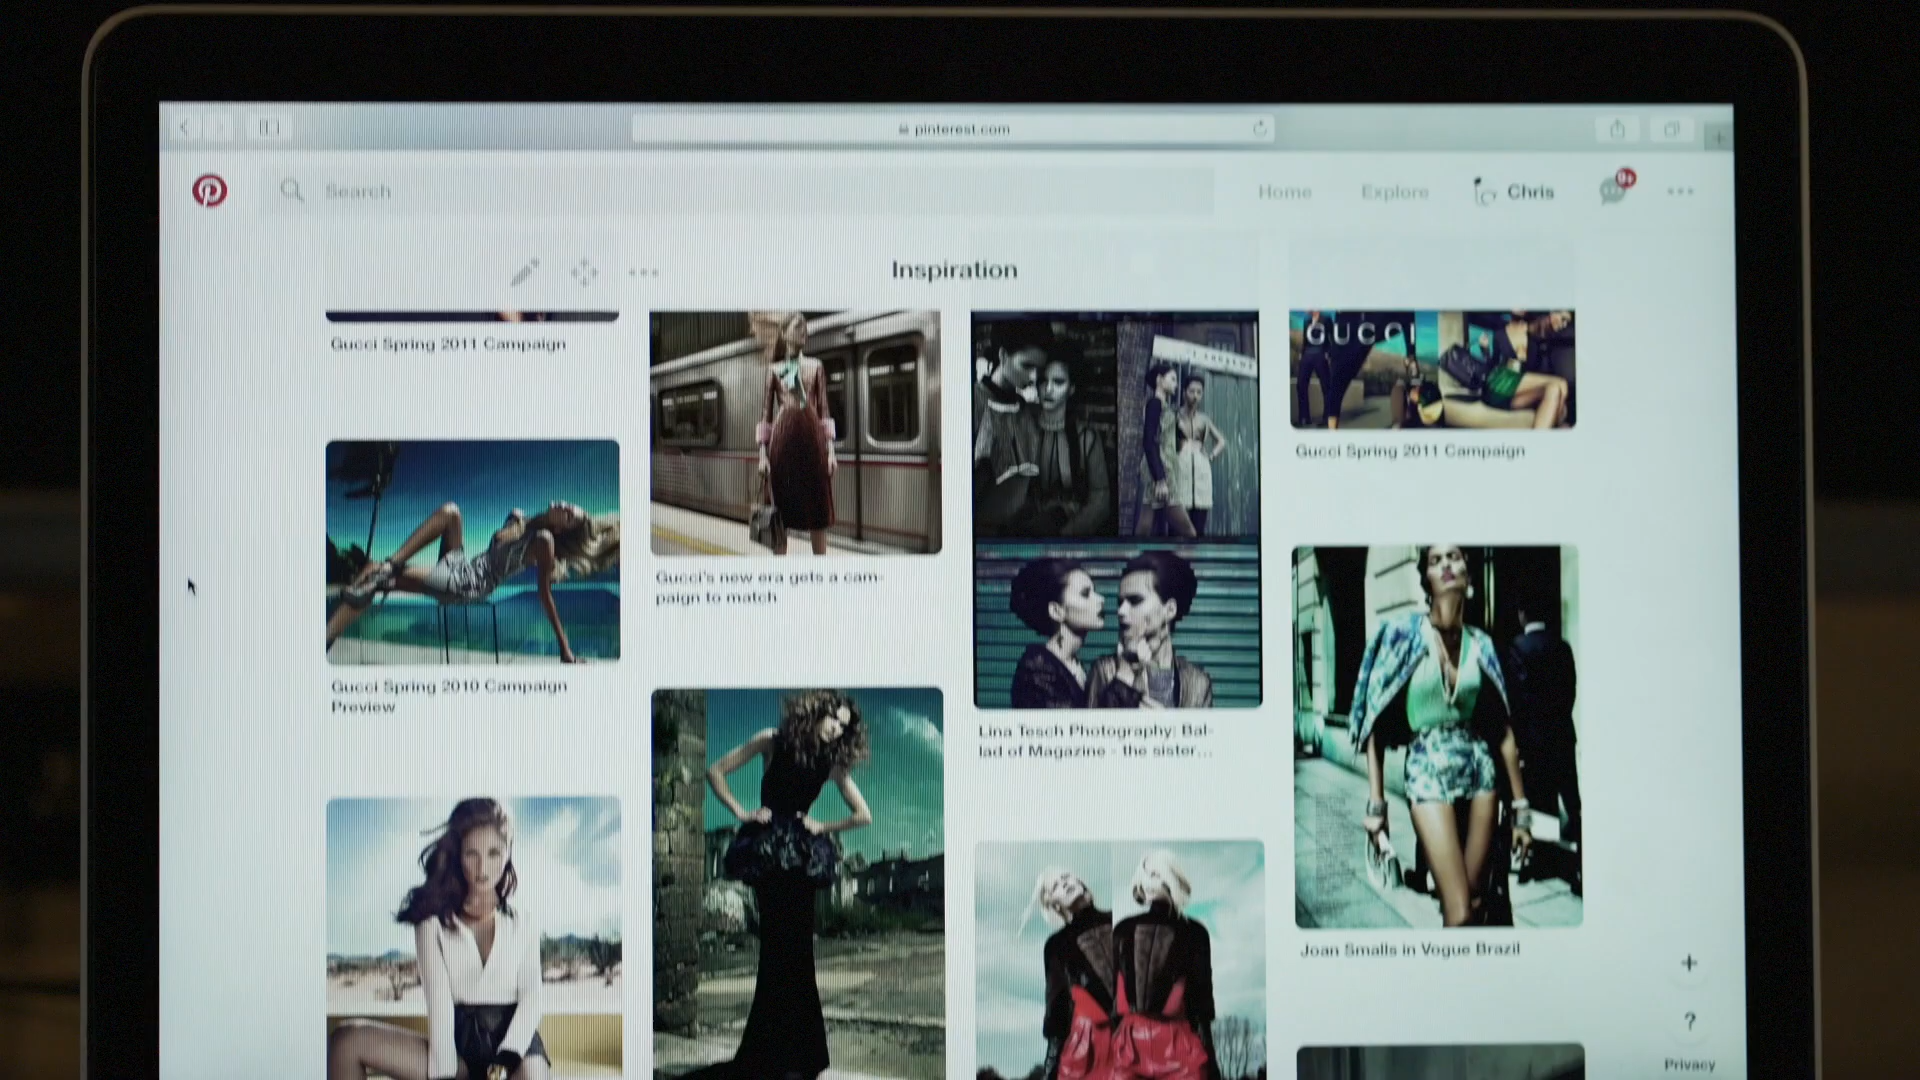 pinterest.com
Search
Home
Explore
Chris
9+
Inspiration
Gucci Spring 2011 Campaign
Gucci Spring 2010 Campaign
Preview
Gucci's new era gets a cam-
paign to match
Lina Tesch Photography: Bal-
lad of Magazine - the sister...
GUCCI
Gucci Spring 2011 Campaign
Joan Smalls in Vogue Brazil
+
?
Privacy